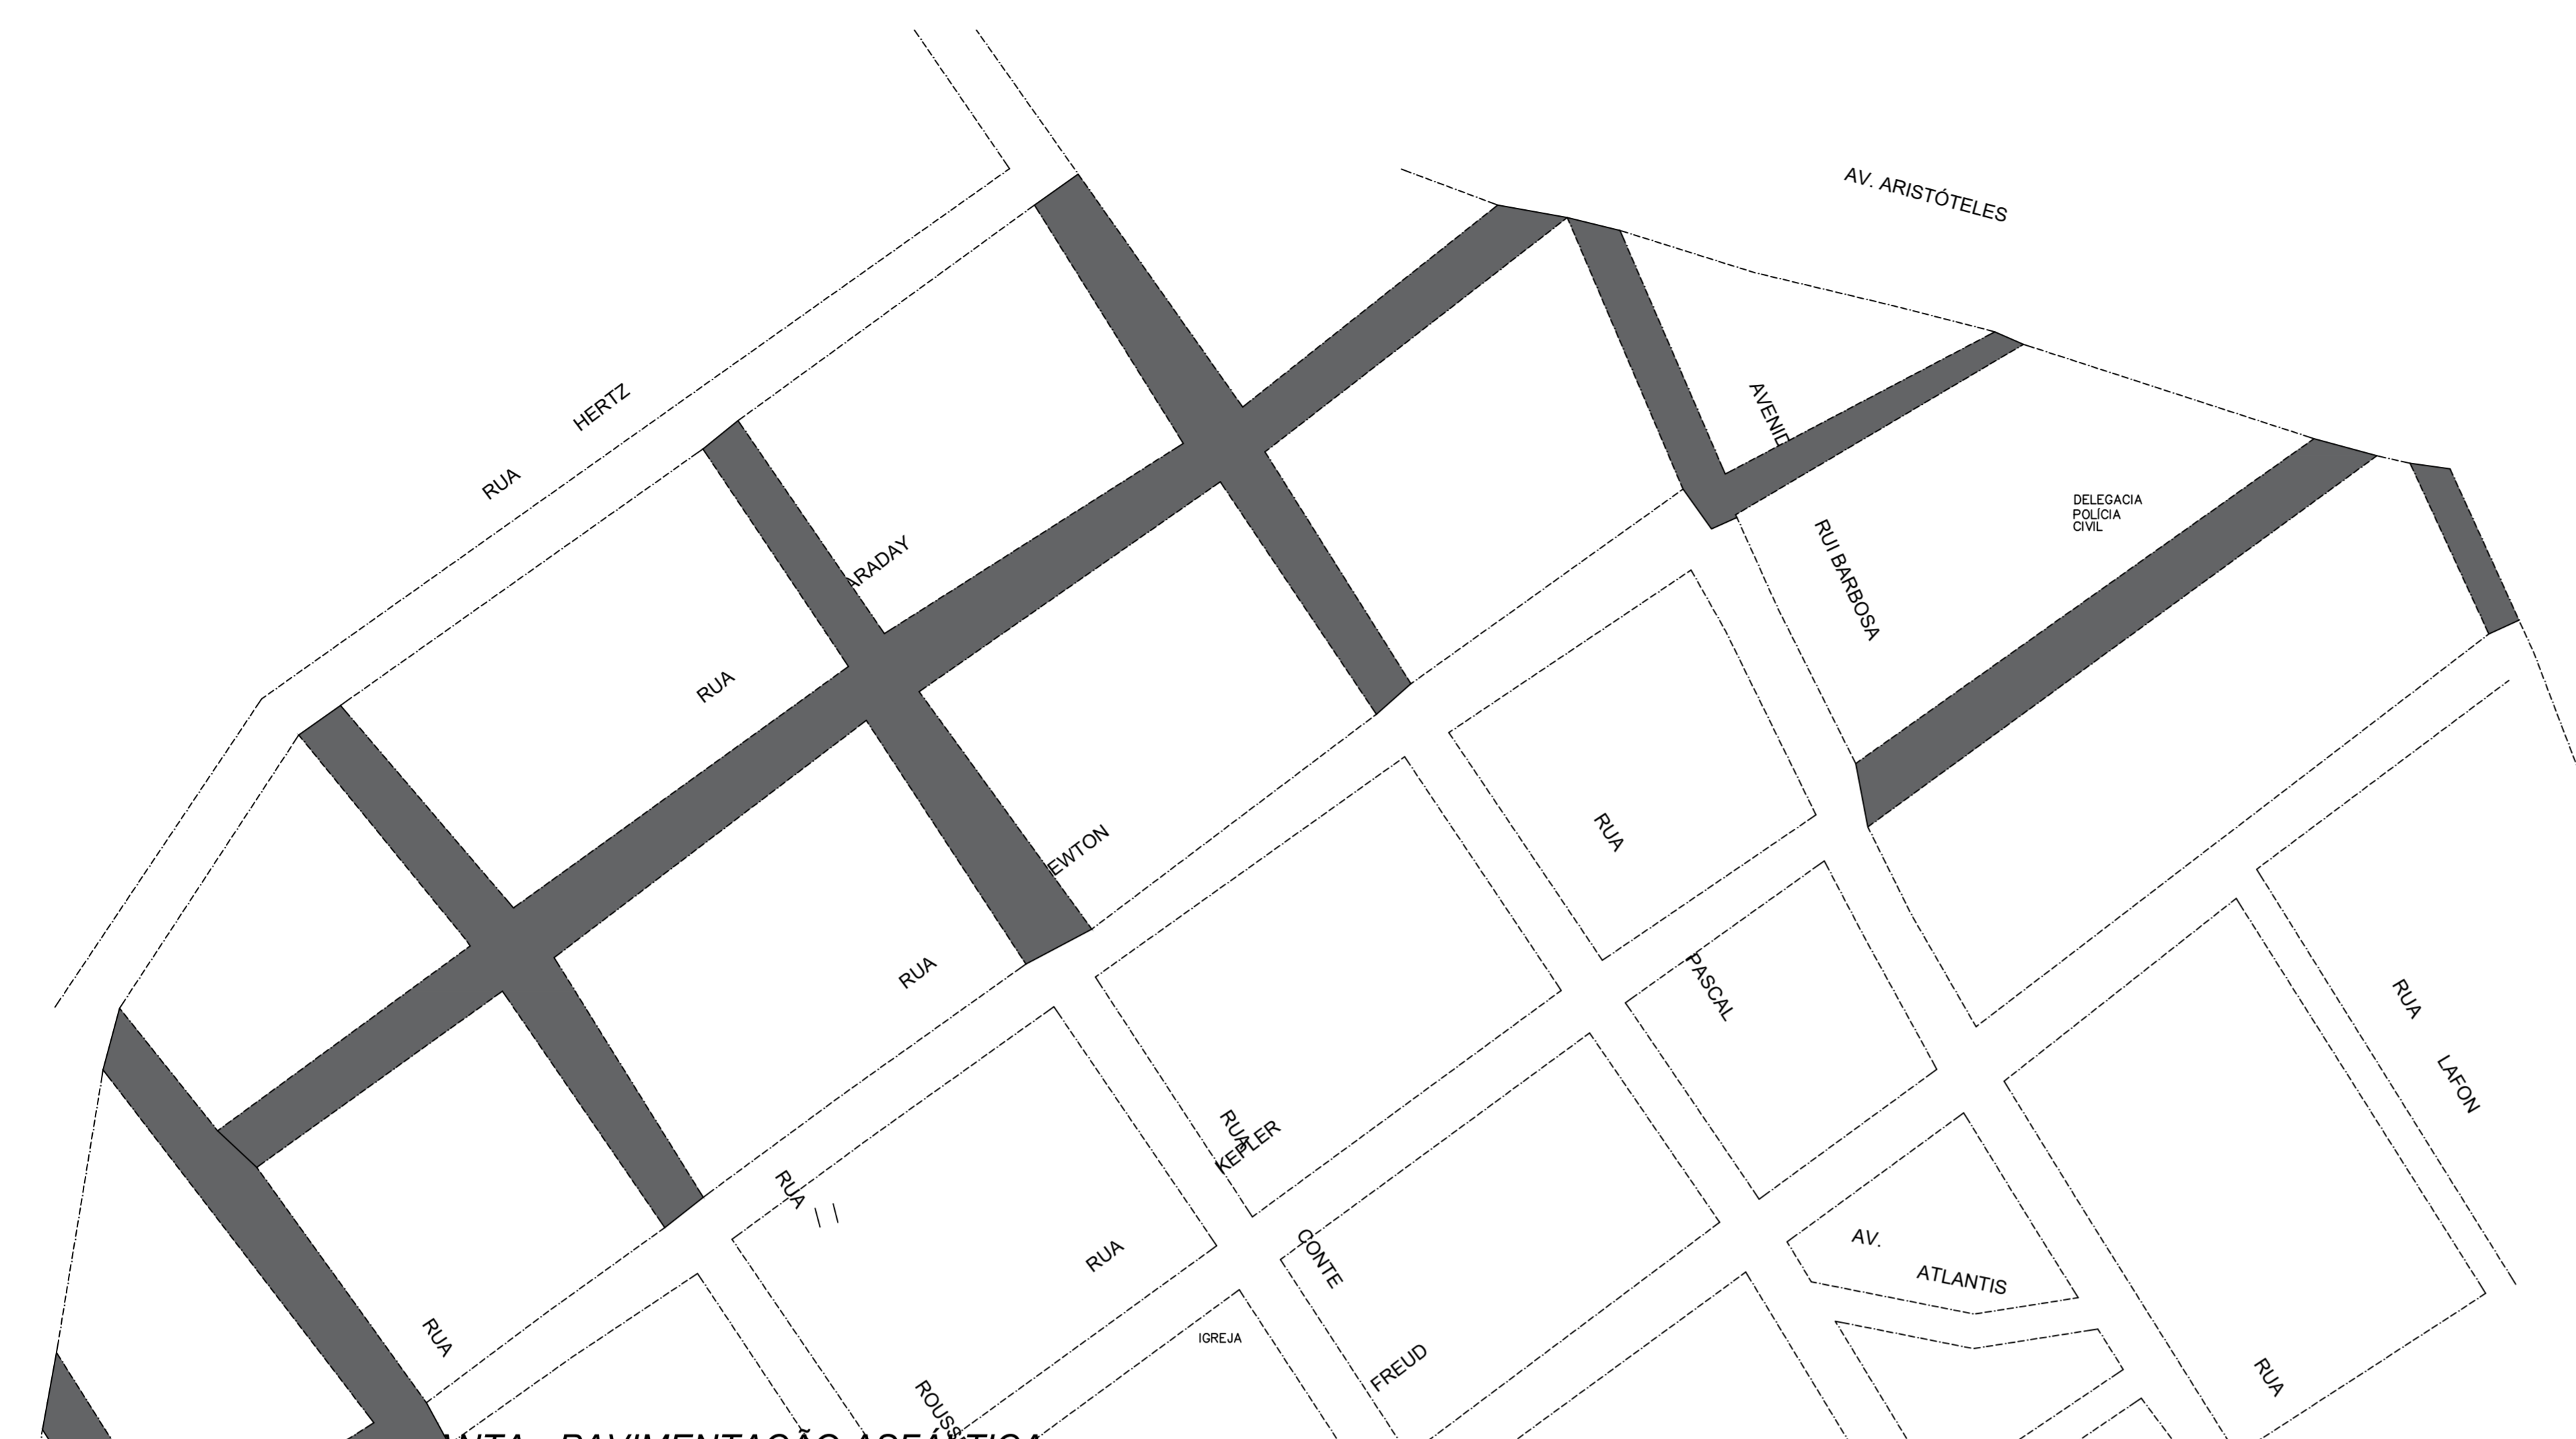 AV. ARISTÓTELES
HERTZ
RUA
AVENID
DELEGACIA
POLÍCIA
CIVIL
RUI BARBOSA
ARADAY
RUA
RUA
EWTON
RUA
PASCAL
RUA
LAFON
RUA
KEPLER
RUA
RUA
CONTE
AV.
ATLANTIS
RUA
IGREJA
FREUD
RUA
ROUSS